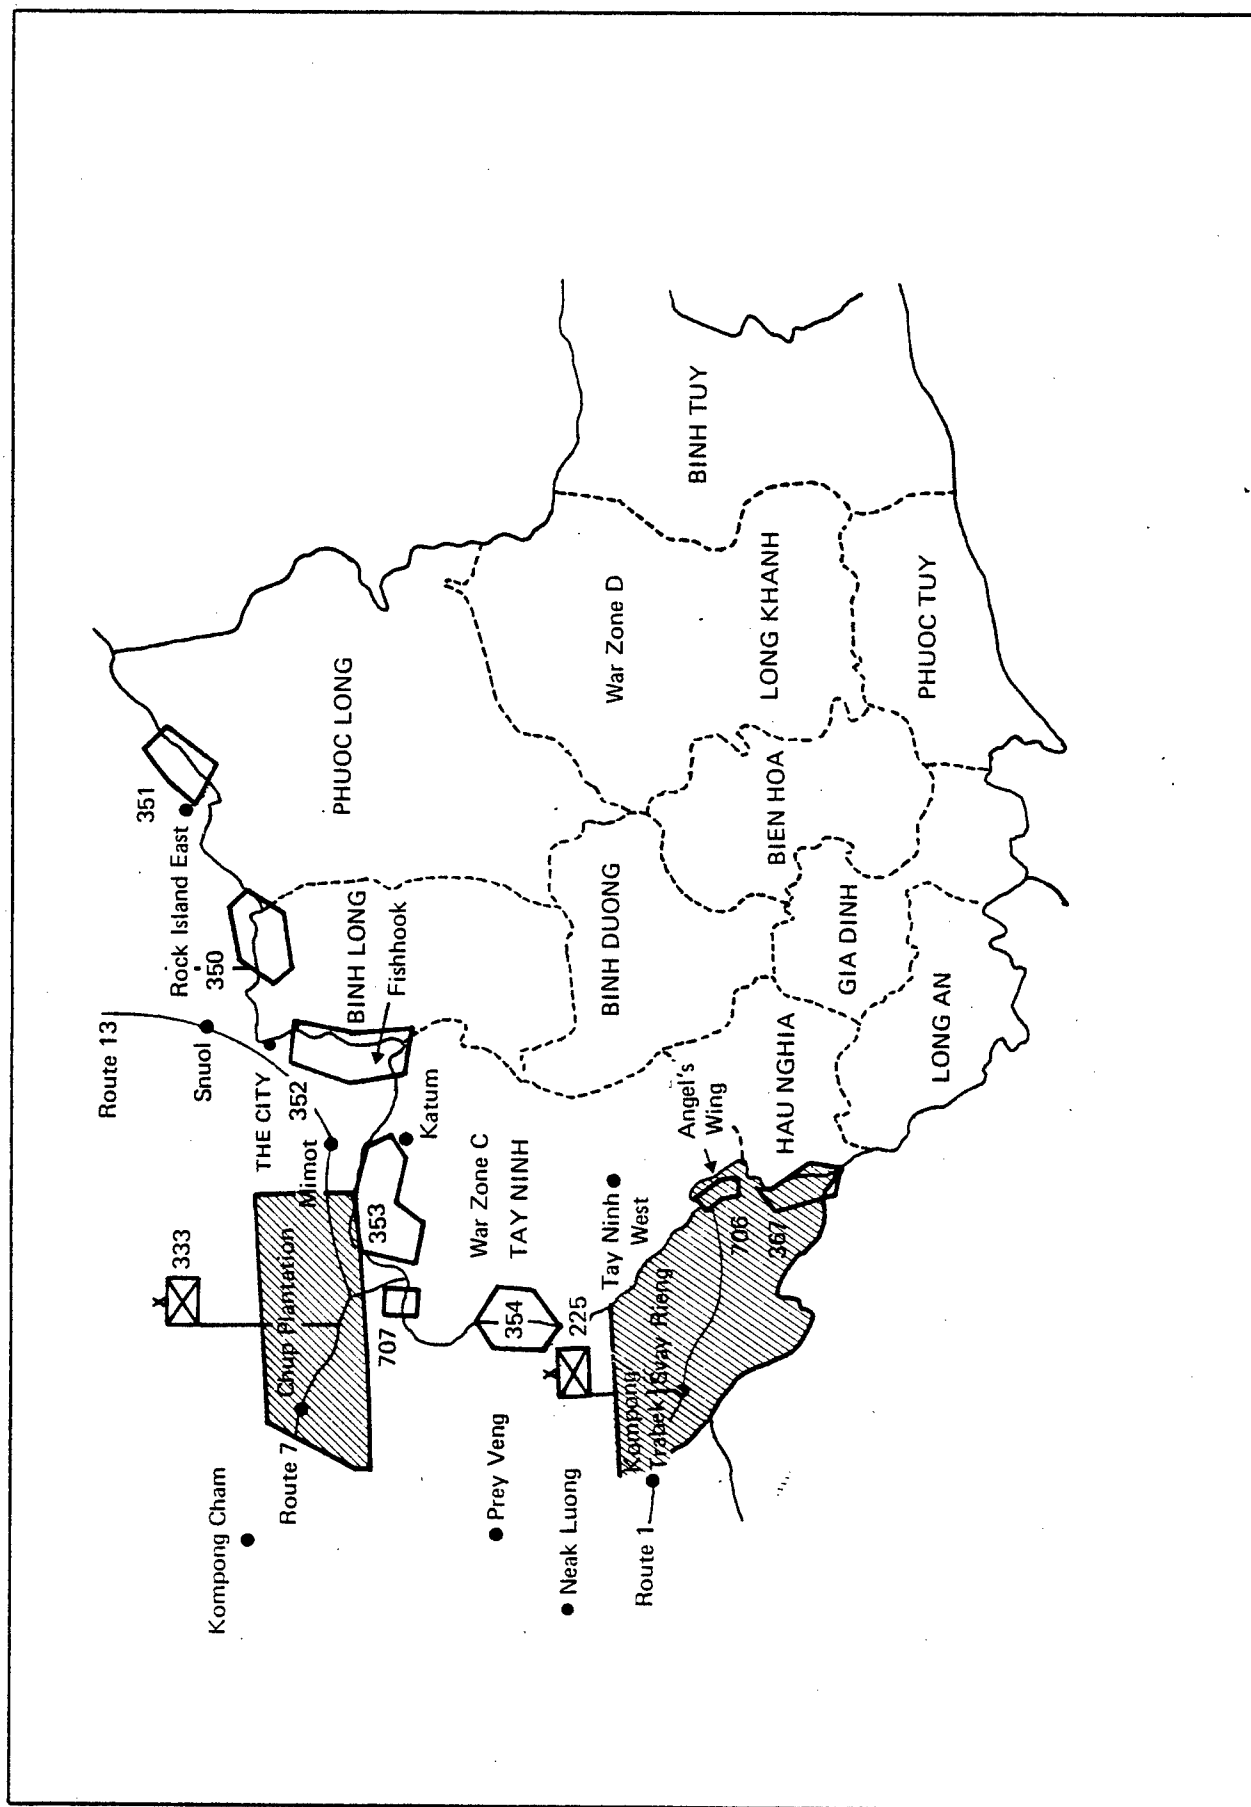 Route 13
Snuol
THE CITY
352
Mimot
333
Chup Plantation
Route 7
Kompong Cham
Rock Island East
350
351
PHUOC LONG
BINH LONG
Fishhook
Katum
353
707
War Zone C
TAY NINH
354
225
Prey Veng
Neak Luong
Route 1
Kompong
Trabek
Svay Rieng
Tay Ninh
West
Angel's
Wing
706
367
HAU NGHIA
BINH DUONG
GIA DINH
LONG AN
BIEN HOA
War Zone D
LONG KHANH
PHUOC TUY
BINH TUY